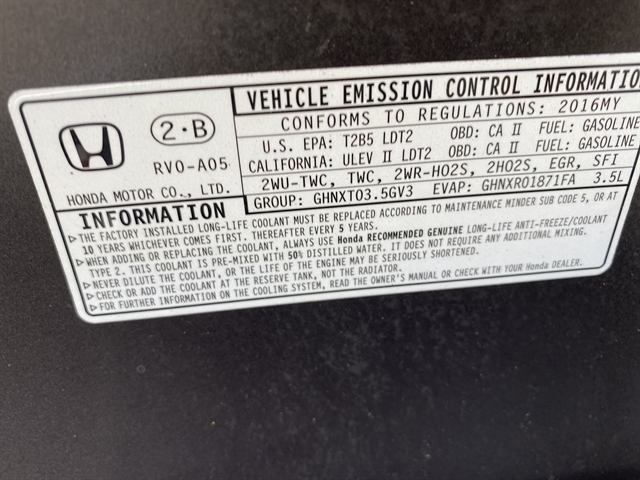 VEHICLE EMISSION CONTROL INFORMATIO
CONFORMS TO REGULATIONS: 2016MY
2·B
U.S. EPA: T2B5 LDT2 OBD: CA II FUEL: GASOLINE
RV0-A05
CALIFORNIA: ULEV II LDT2 OBD: CA II FUEL: GASOLINE
2WU-TWC, TWC, 2WR-HO2S, 2HO2S, EGR, SFI
HONDA MOTOR CO., LTD.
GROUP: GHNXT03.5GV3 EVAP: GHNXR01871FA 3.5L
INFORMATION
▷THE FACTORY INSTALLED LONG-LIFE COOLANT MUST BE REPLACED ACCORDING TO MAINTENANCE MINDER SUB CODE 5, OR AT
10 YEARS WHICHEVER COMES FIRST. THEREAFTER EVERY 5 YEARS.
▷WHEN ADDING OR REPLACING THE COOLANT, ALWAYS USE Honda RECOMMENDED GENUINE LONG-LIFE ANTI-FREEZE/COOLANT
TYPE 2. THIS COOLANT IS PRE-MIXED WITH 50% DISTILLED WATER. IT DOES NOT REQUIRE ANY ADDITIONAL MIXING.
▷NEVER DILUTE THE COOLANT, OR THE LIFE OF THE ENGINE MAY BE SERIOUSLY SHORTENED.
▷CHECK OR ADD THE COOLANT AT THE RESERVE TANK, NOT THE RADIATOR.
▷FOR FURTHER INFORMATION ON THE COOLING SYSTEM, READ THE OWNER'S MANUAL OR CHECK WITH YOUR Honda DEALER.